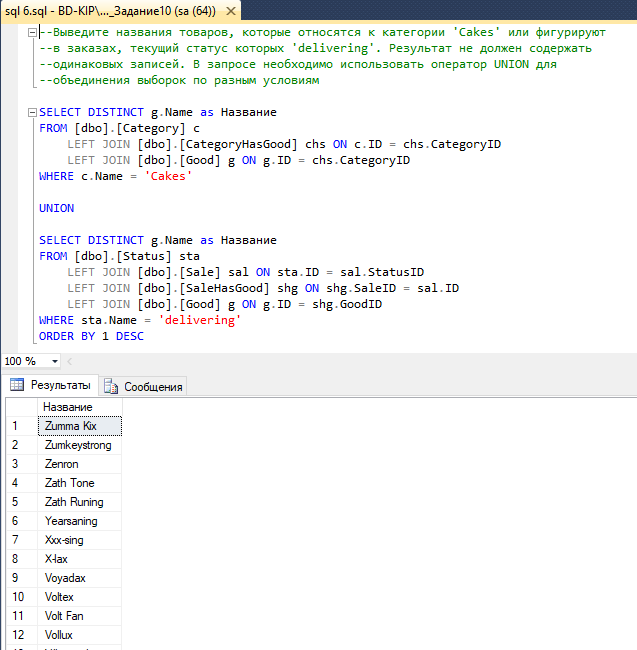 sql 6.sql - BD-KIP\..._Задание10 (sa (64))
--Выведите названия товаров, которые относятся к категории 'Cakes' или фигурируют
--в заказах, текущий статус которых 'delivering'. Результат не должен содержать
--одинаковых записей. В запросе необходимо использовать оператор UNION для
--объединения выборок по разным условиям
SELECT DISTINCT g.Name as Название
FROM [dbo].[Category] c
LEFT JOIN [dbo].[CategoryHasGood] chs ON c.ID = chs.CategoryID
LEFT JOIN [dbo].[Good] g ON g.ID = chs.CategoryID
WHERE c.Name = 'Cakes'
UNION
SELECT DISTINCT g.Name as Название
FROM [dbo].[Status] sta
LEFT JOIN [dbo].[Sale] sal ON sta.ID = sal.StatusID
LEFT JOIN [dbo].[SaleHasGood] shg ON shg.SaleID = sal.ID
LEFT JOIN [dbo].[Good] g ON g.ID = shg.GoodID
WHERE sta.Name = 'delivering'
ORDER BY 1 DESC
100 %
Результаты Сообщения
Название
1 Zumma Kix
2 Zumkeystrong
3 Zenron
4 Zath Tone
5 Zath Runing
6 Yearsaning
7 Xxx-sing
8 X-lax
9 Voyadax
10 Voltex
11 Volt Fan
12 Vollux